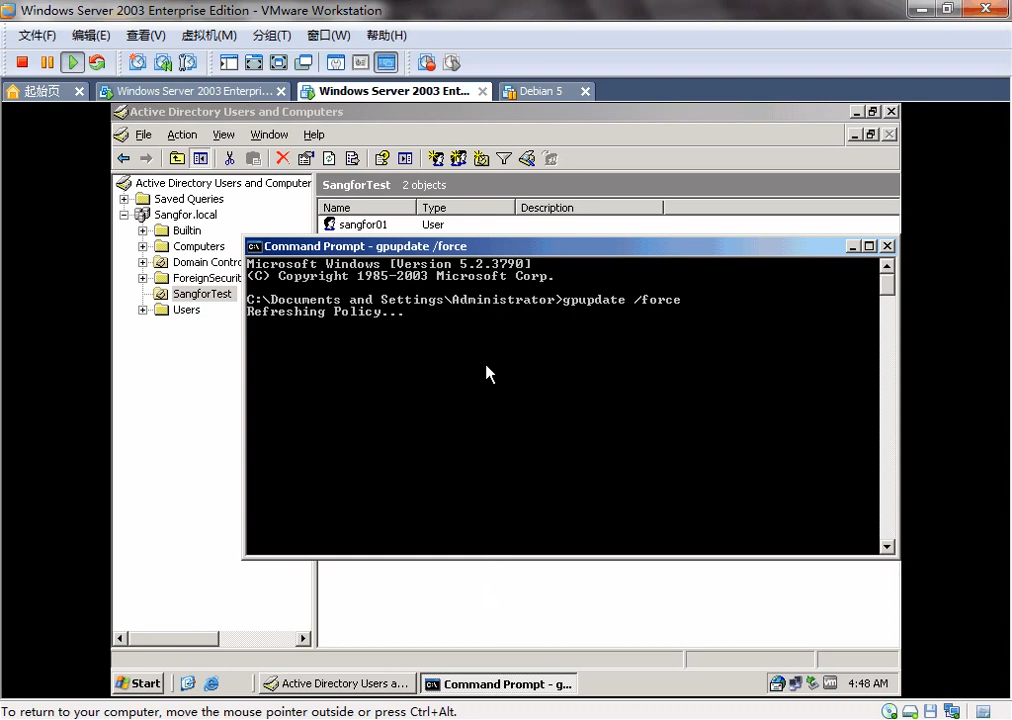 Windows Server 2003 Enterprise Edition - VMware Workstation
文件(F) 编辑(E) 查看(V) 虚拟机(M) 分组(T) 窗口(W) 帮助(H)
起始页 Windows Server 2003 Enterpri... Windows Server 2003 Ent... Debian 5
Active Directory Users and Computers
File Action View Window Help
Active Directory Users and Computer
SangforTest 2 objects
Saved Queries
Name Type Description
Sangfor.local
sangfor01 User
Builtin
Computers
Command Prompt - gpupdate /force
Domain Contro
Microsoft Windows [Version 5.2.3790]
ForeignSecurit
(C) Copyright 1985-2003 Microsoft Corp.
SangforTest
C:\Documents and Settings\Administrator>gpupdate /force
Users
Refreshing Policy...
Start Active Directory Users a... Command Prompt - g... 4:48 AM
To return to your computer, move the mouse pointer outside or press Ctrl+Alt.